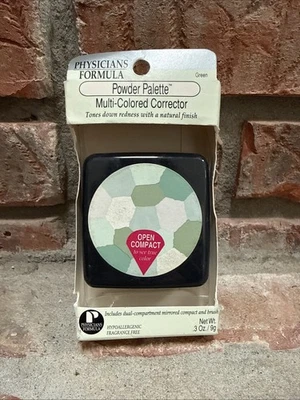 PHYSICIANS
FORMULA
Green
Powder Palette™
Multi-Colored Corrector
Tones down redness with a natural finish
OPEN
COMPACT
to see true
color
P
PHYSICIANS
FORMULA
Includes dual-compartment mirrored compact and brush
HYPOALLERGENIC
FRAGRANCE FREE
Net Wt.
.3 Oz. / 9g